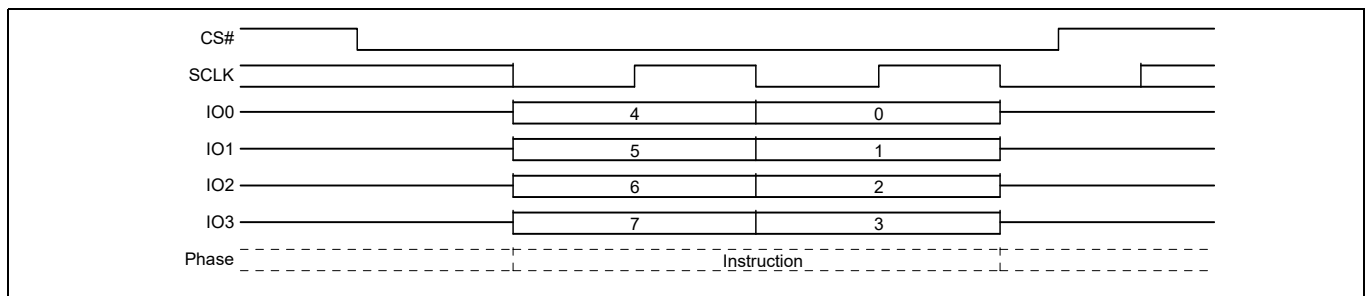 CS#
SCLK
IO0 4 0
IO1 5 1
IO2 6 2
IO3 7 3
Phase Instruction